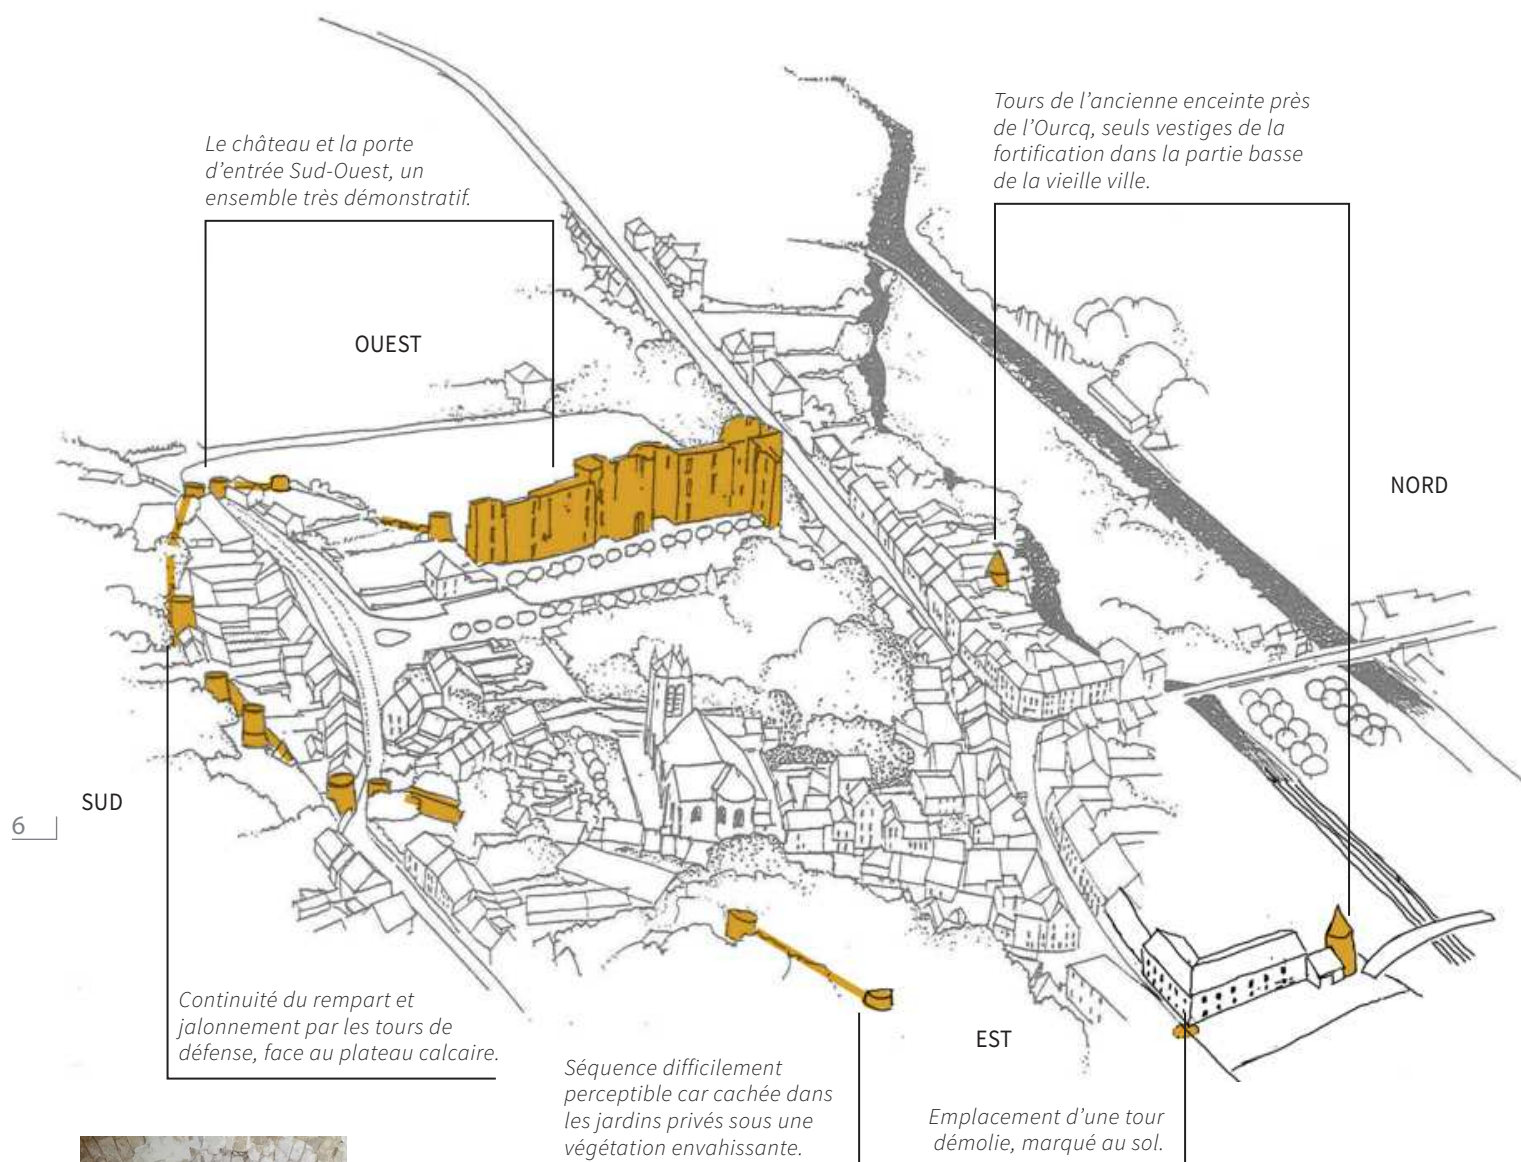 Le château et la porte
d'entrée Sud-Ouest, un
ensemble très démonstratif.
Tours de l'ancienne enceinte près
de l'Ourcq, seuls vestiges de la
fortification dans la partie basse
de la vieille ville.
OUEST
NORD
SUD
6
Continuité du rempart et
jalonnement par les tours de
défense, face au plateau calcaire.
EST
Séquence difficilement
perceptible car cachée dans
les jardins privés sous une
végétation envahissante.
Emplacement d'une tour
démolie, marqué au sol.